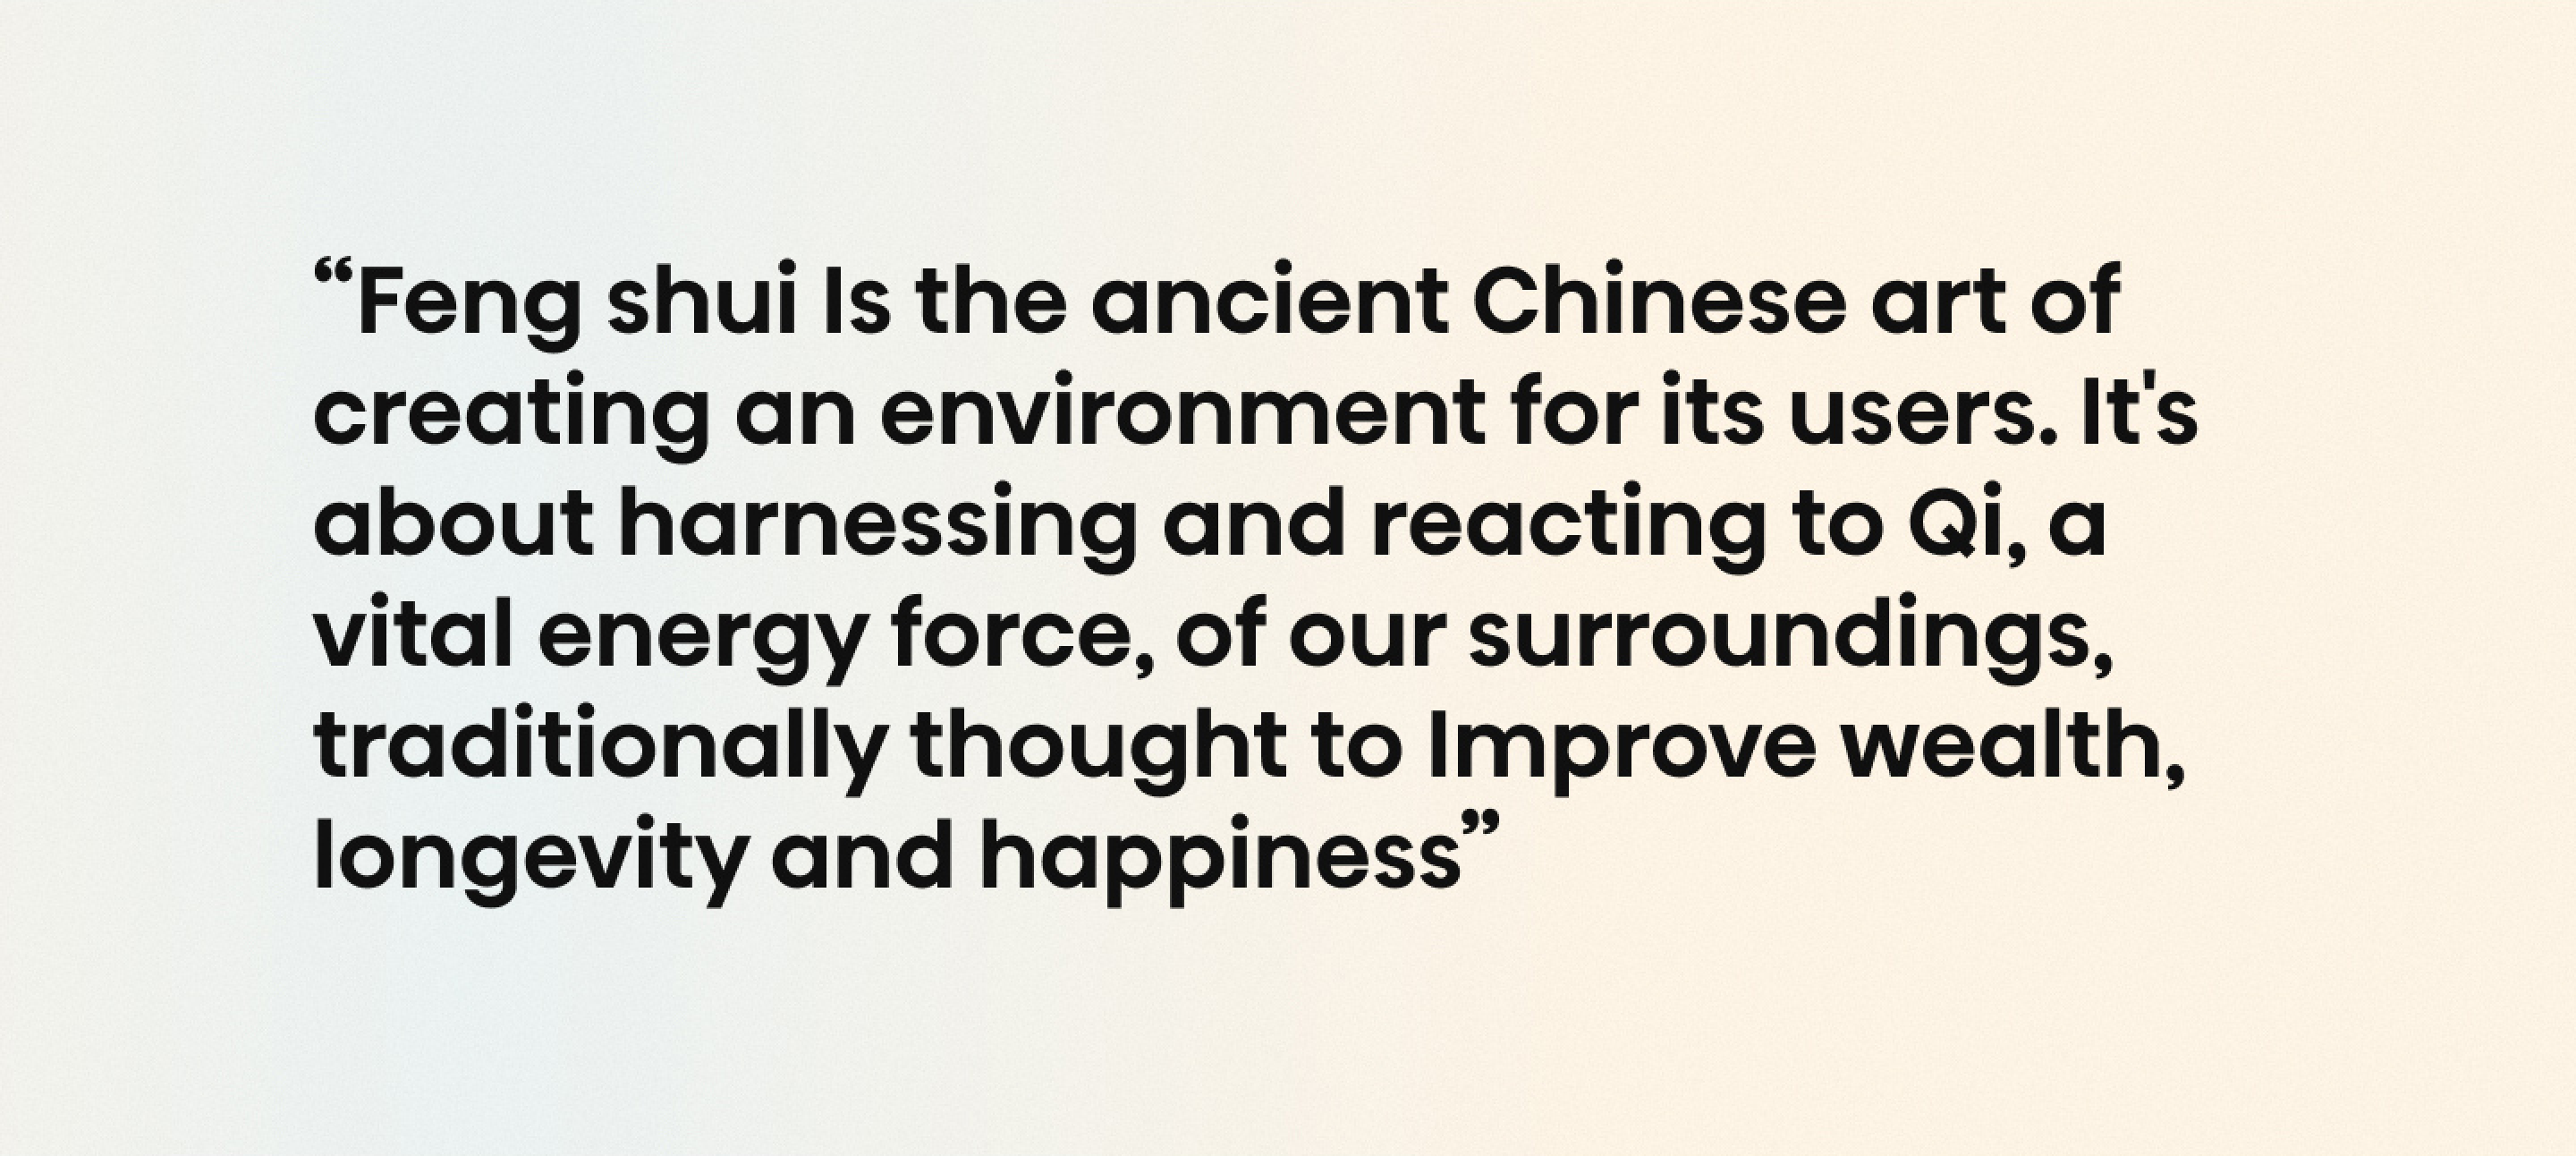 “Feng shui Is the ancient Chinese art of
creating an environment for its users. It's
about harnessing and reacting to Qi, a
vital energy force, of our surroundings,
traditionally thought to Improve wealth,
longevity and happiness”